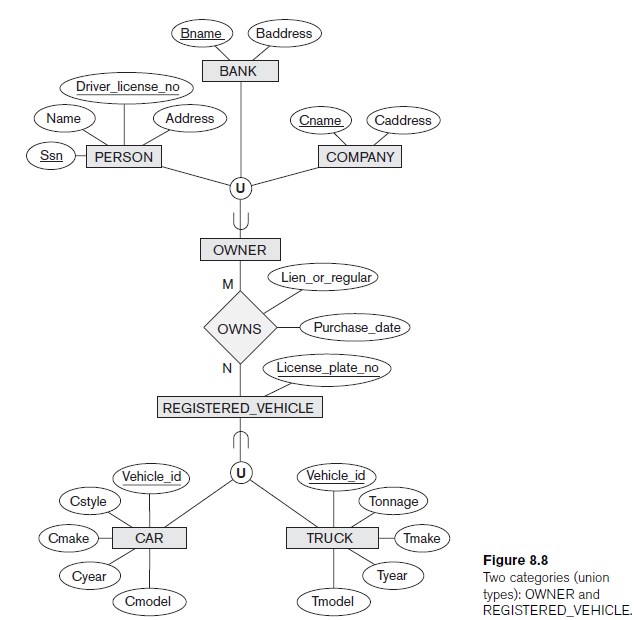 Bname
Baddress
BANK
Driver_license_no
Name
Address
Cname
Caddress
Ssn
PERSON
COMPANY
U
OWNER
M
Lien_or_regular
OWNS
Purchase_date
N
License_plate_no
REGISTERED_VEHICLE
U
Vehicle_id
Vehicle_id
Cstyle
Tonnage
Cmake
CAR
TRUCK
Tmake
Cyear
Tyear
Cmodel
Tmodel
Figure 8.8
Two categories (union
types): OWNER and
REGISTERED_VEHICLE.